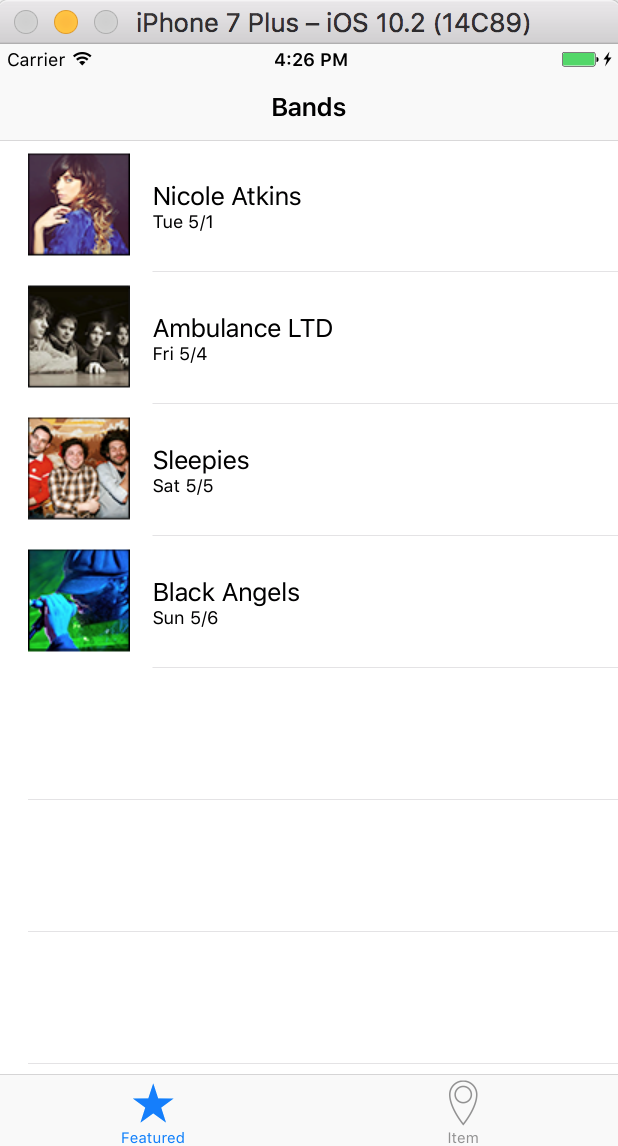 iPhone 7 Plus – iOS 10.2 (14C89)
Carrier 4:26 PM
Bands
Nicole Atkins
Tue 5/1
Ambulance LTD
Fri 5/4
Sleepies
Sat 5/5
Black Angels
Sun 5/6
Featured Item